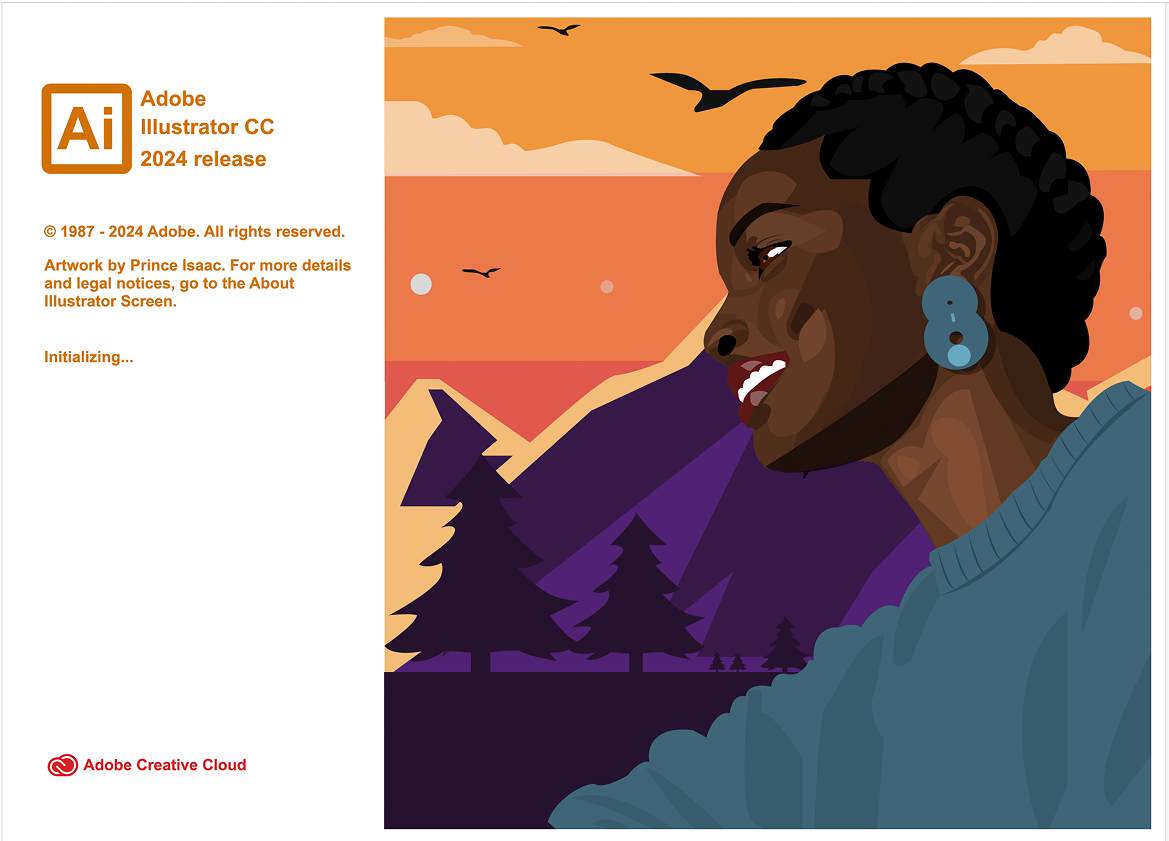 Ai
Adobe
Illustrator CC
2024 release
© 1987 - 2024 Adobe. All rights reserved.
Artwork by Prince Isaac. For more details
and legal notices, go to the About
Illustrator Screen.
Initializing...
Adobe Creative Cloud